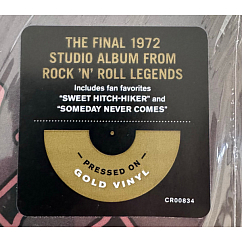 THE FINAL 1972
STUDIO ALBUM FROM
ROCK 'N' ROLL LEGENDS
Includes fan favorites
"SWEET HITCH-HIKER" and
"SOMEDAY NEVER COMES"
– PRESSED ON –
GOLD VINYL
CR00834